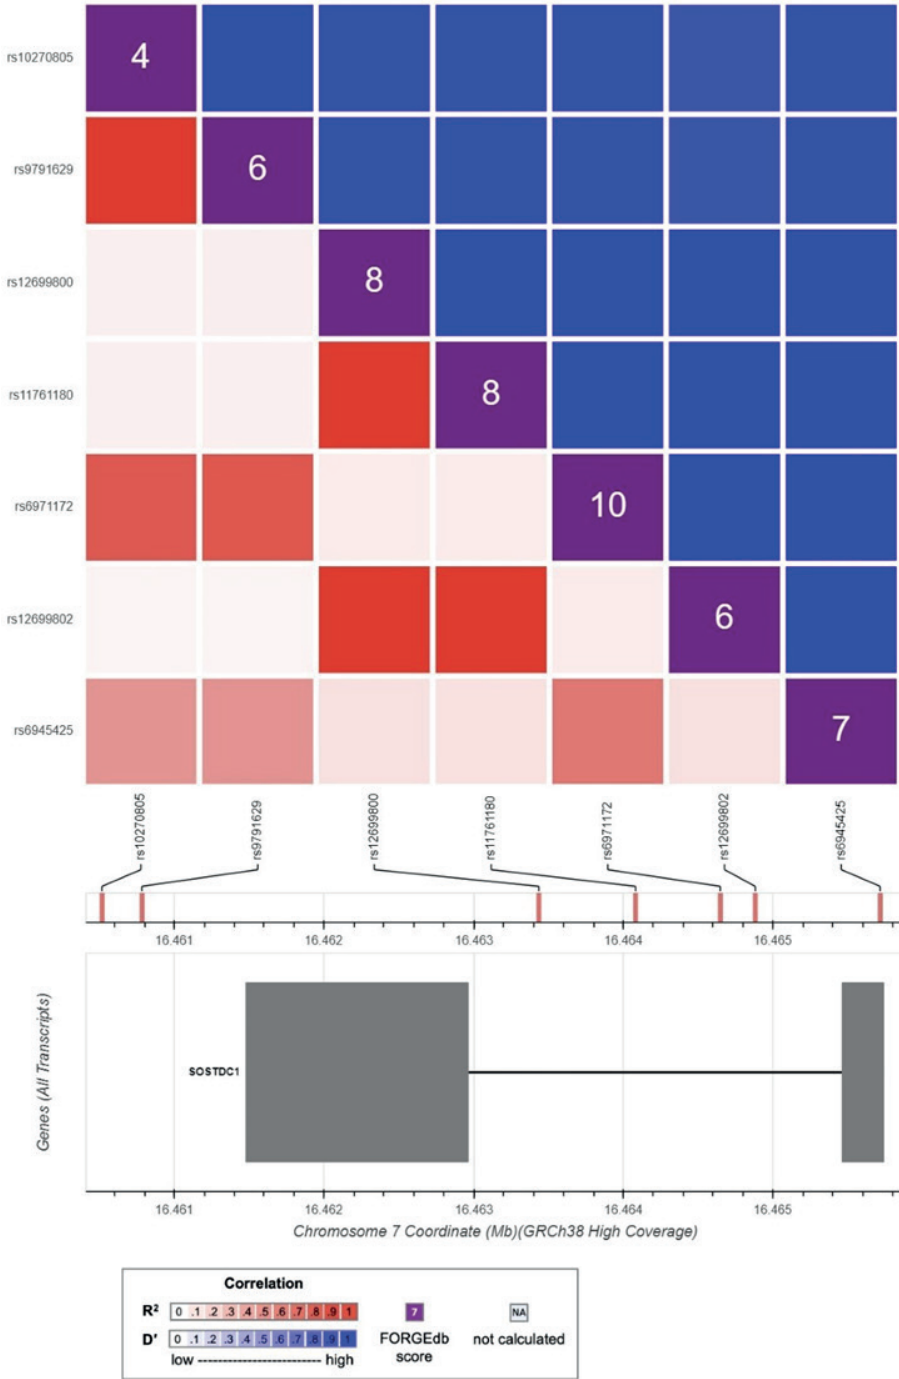 rs10270805
4
rs9791629
6
rs12699800
8
rs11761180
8
rs6971172
10
rs12699802
6
rs6945425
7
rs10270805 rs9791629 rs12699800 rs11761180 rs6971172 rs12699802 rs6945425
16.461 16.462 16.463 16.464 16.465
Genes (All Transcripts)
SOSTDC1
16.461 16.462 16.463 16.464 16.465
Chromosome 7 Coordinate (Mb)(GRCh38 High Coverage)
Correlation
R² 0 .1 .2 .3 .4 .5 .6 .7 .8 .9 1 7 NA
D' 0 .1 .2 .3 .4 .5 .6 .7 .8 .9 1 FORGEdb not calculated
low ---------------------- high score